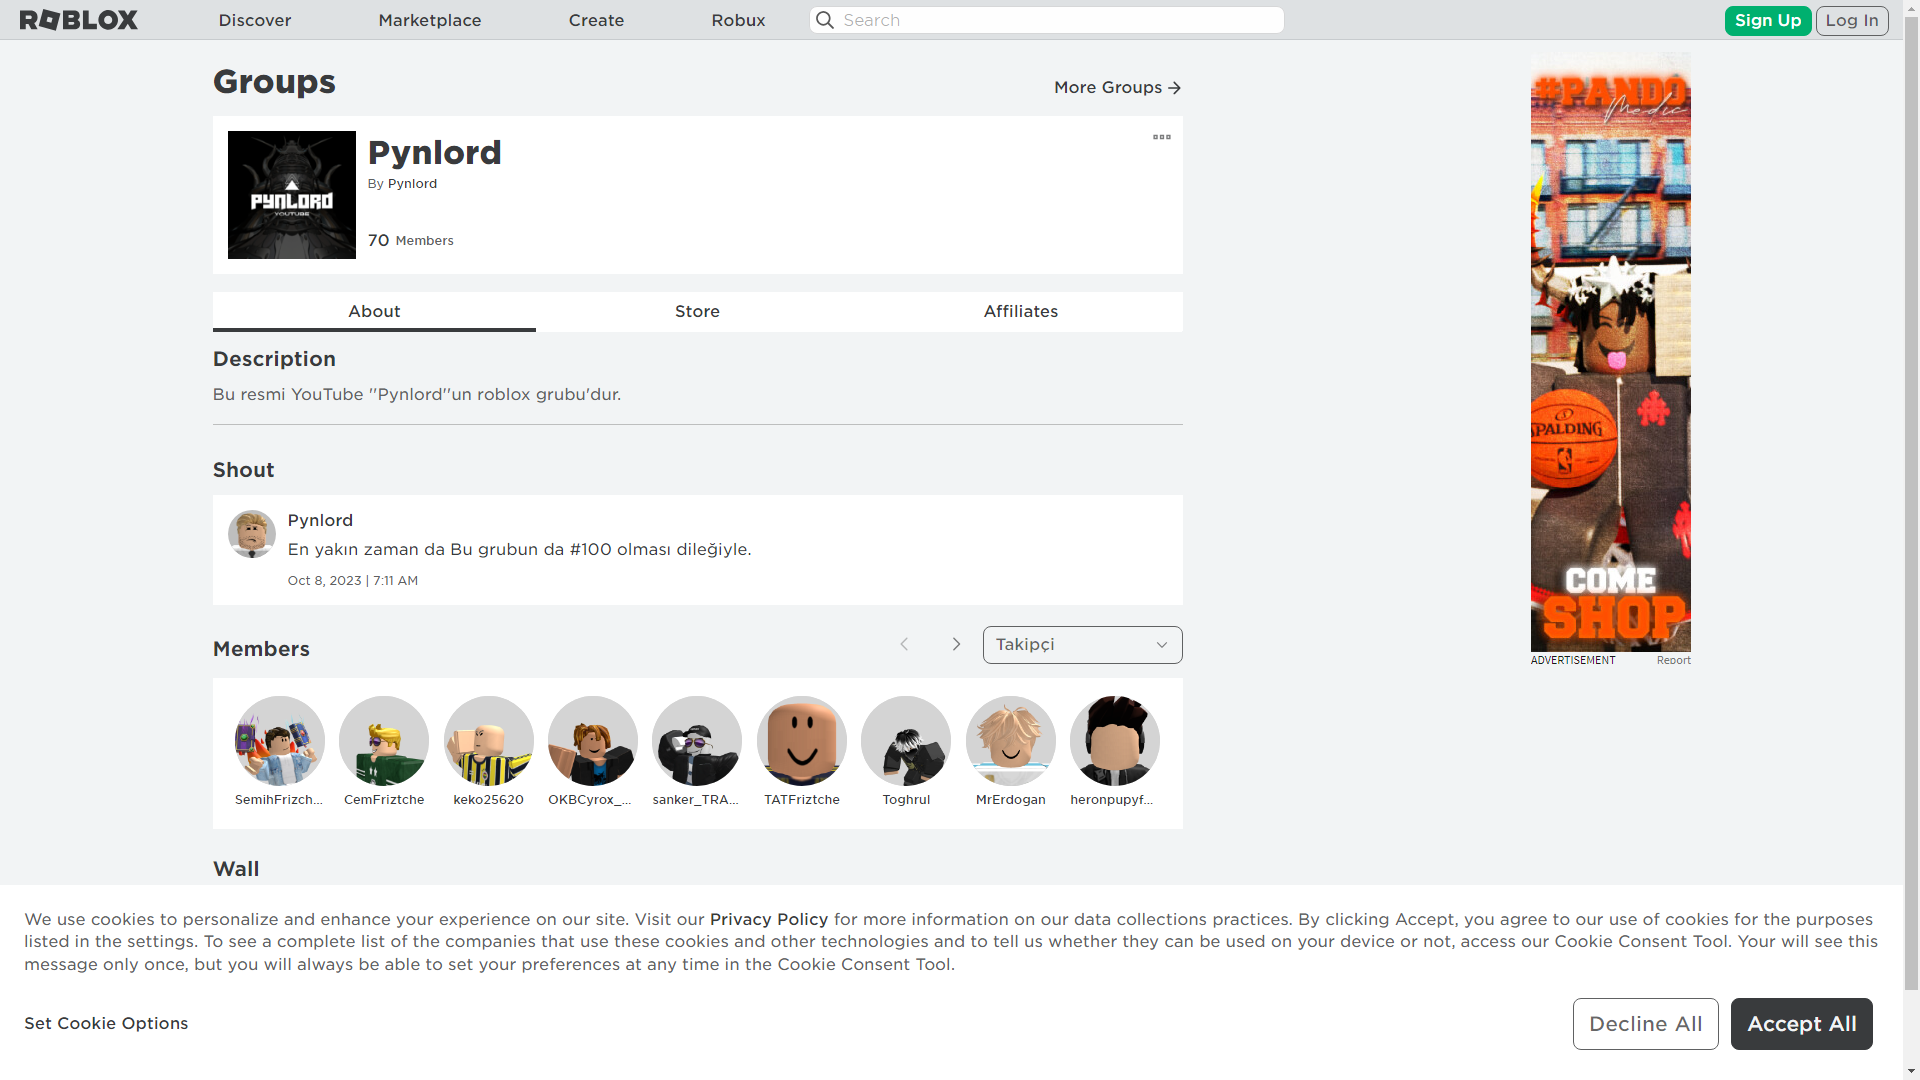 ROBLOX
Discover
Marketplace
Create
Robux
Search
Sign Up
Log In
Groups
More Groups
PYNLORD
YOUTUBE
Pynlord
By Pynlord
70 Members
About
Store
Affiliates
Description
Bu resmi YouTube ''Pynlord''un roblox grubu'dur.
Shout
Pynlord
En yakın zaman da Bu grubun da #100 olması dileğiyle.
Oct 8, 2023 | 7:11 AM
Members
Takipçi
SemihFrizch...
CemFriztche
keko25620
OKBCyrox_...
sanker_TRA...
TATFriztche
Toghrul
MrErdogan
heronpupyf...
Wall
#PANDO
Medic
SPALDING
COME
SHOP
ADVERTISEMENT
Report
We use cookies to personalize and enhance your experience on our site. Visit our Privacy Policy for more information on our data collections practices. By clicking Accept, you agree to our use of cookies for the purposes
listed in the settings. To see a complete list of the companies that use these cookies and other technologies and to tell us whether they can be used on your device or not, access our Cookie Consent Tool. Your will see this
message only once, but you will always be able to set your preferences at any time in the Cookie Consent Tool.
Set Cookie Options
Decline All
Accept All